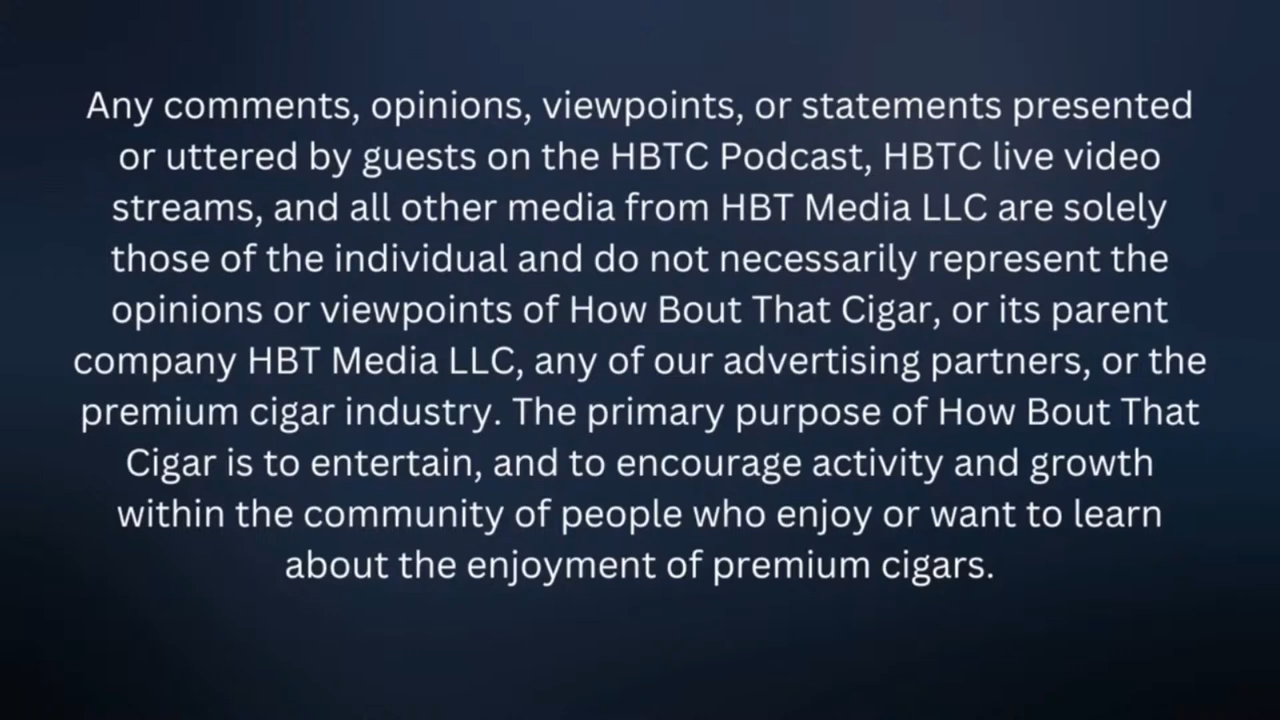 Any comments, opinions, viewpoints, or statements presented
or uttered by guests on the HBTC Podcast, HBTC live video
streams, and all other media from HBT Media LLC are solely
those of the individual and do not necessarily represent the
opinions or viewpoints of How Bout That Cigar, or its parent
company HBT Media LLC, any of our advertising partners, or the
premium cigar industry. The primary purpose of How Bout That
Cigar is to entertain, and to encourage activity and growth
within the community of people who enjoy or want to learn
about the enjoyment of premium cigars.